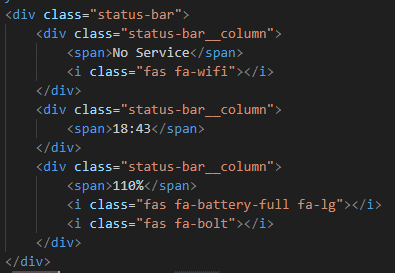 <div class="status-bar">
<div class="status-bar__column">
<span>No Service</span>
<i class="fas fa-wifi"></i>
</div>
<div class="status-bar__column">
<span>18:43</span>
</div>
<div class="status-bar__column">
<span>110%</span>
<i class="fas fa-battery-full fa-lg"></i>
<i class="fas fa-bolt"></i>
</div>
</div>